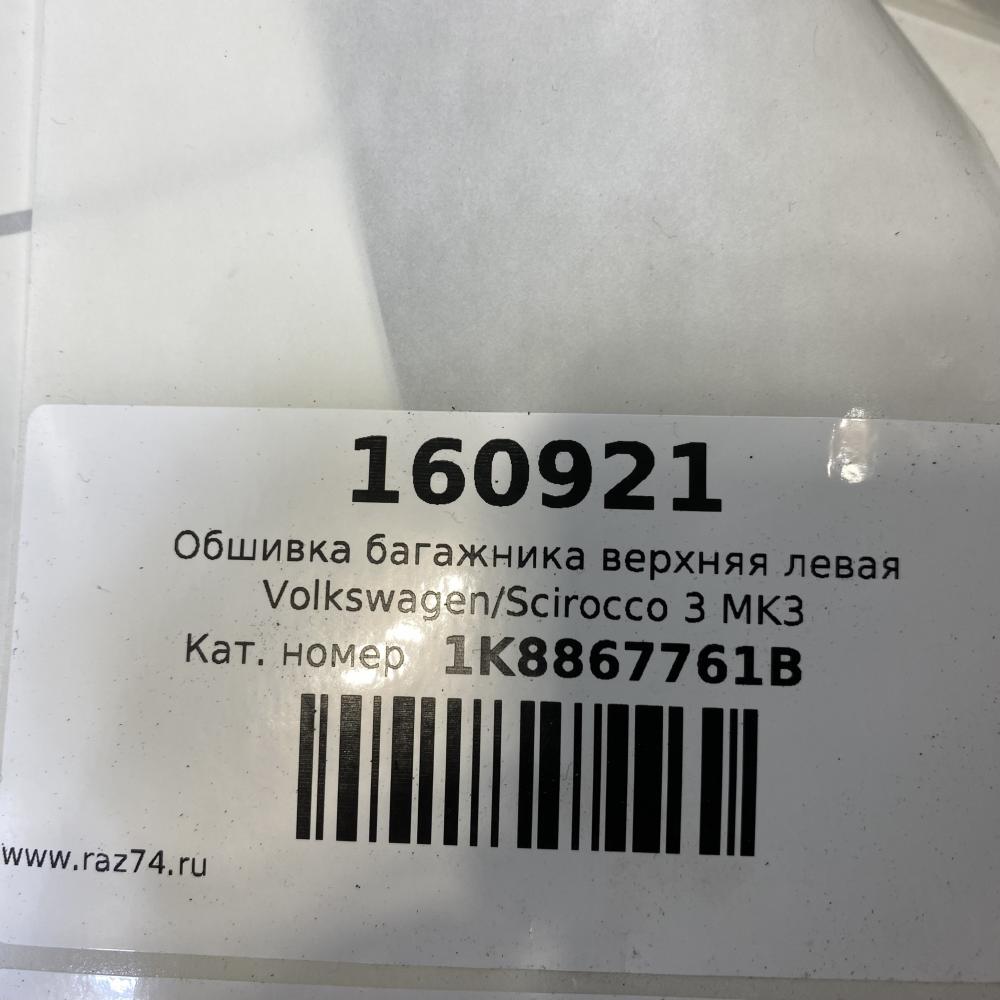 160921
Обшивка багажника верхняя левая
Volkswagen/Scirocco 3 MK3
Кат. номер 1K8867761B
www.raz74.ru